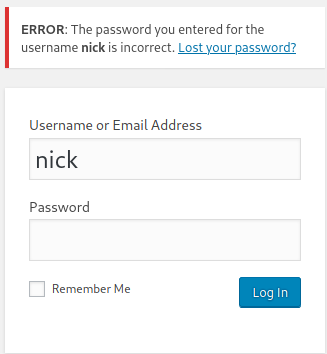 ERROR: The password you entered for the
username nick is incorrect. Lost your password?
Username or Email Address
nick
Password
Remember Me
Log In